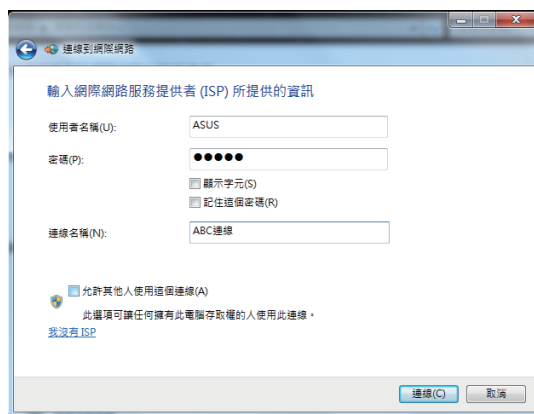 連線到網際網路
輸入網際網路服務提供者 (ISP) 所提供的資訊
使用者名稱(U):
ASUS
密碼(P):
●●●●●
顯示字元(S)
記住這個密碼(R)
連線名稱(N):
ABC連線
允許其他人使用這個連線(A)
此選項可讓任何擁有此電腦存取權的人使用此連線。
我沒有 ISP
連線(C)
取消